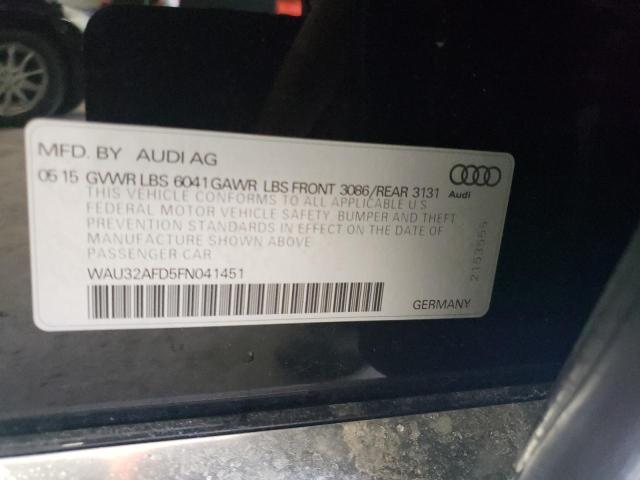 MFD. BY AUDI AG
05 15 GVWR LBS 6041 GAWR LBS FRONT 3086/REAR 3131
THIS VEHICLE CONFORMS TO ALL APPLICABLE U S
FEDERAL MOTOR VEHICLE SAFETY, BUMPER AND THEFT
PREVENTION STANDARDS IN EFFECT ON THE DATE OF
MANUFACTURE SHOWN ABOVE
PASSENGER CAR
WAU32AFD5FN041451
Audi
2153555
GERMANY